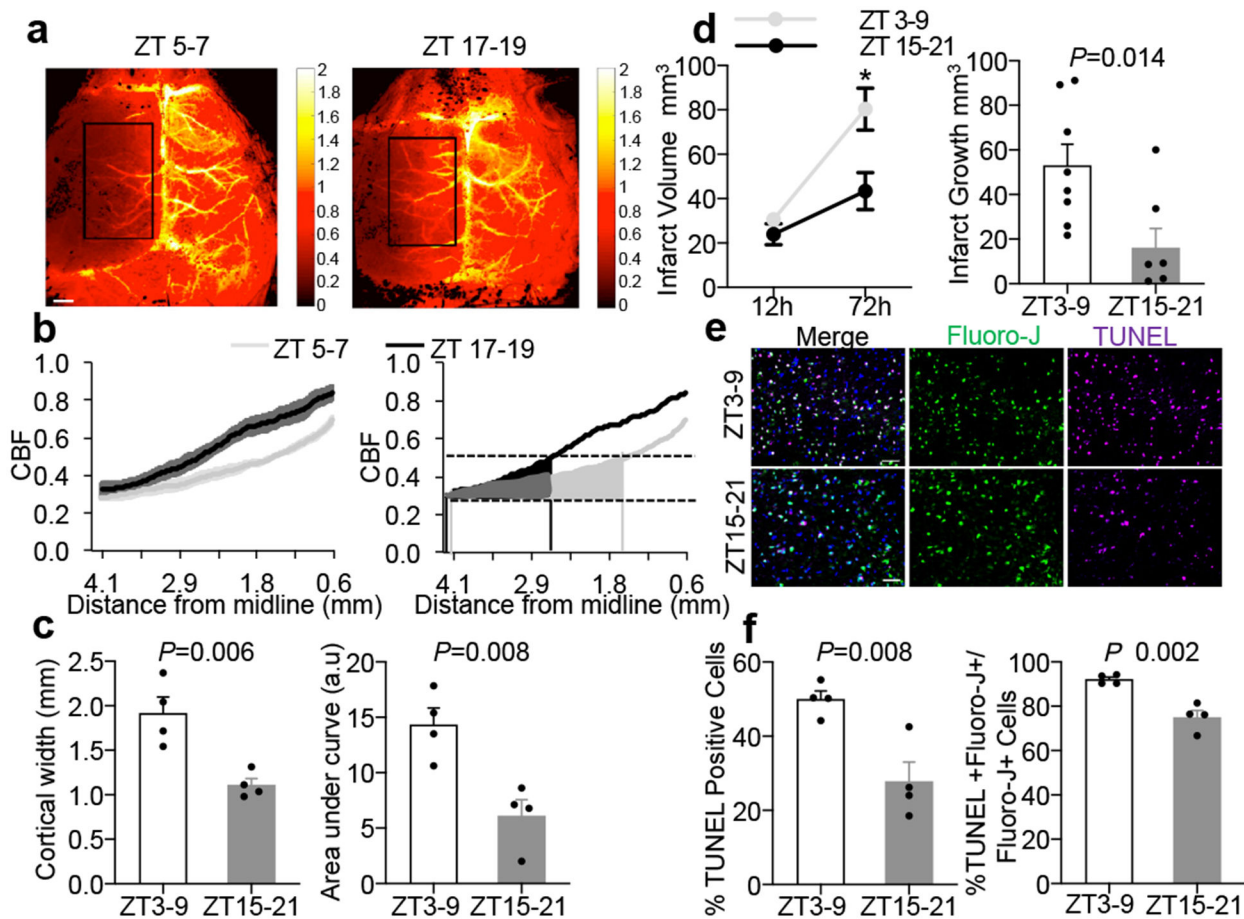 a
ZT 5-7
ZT 17-19
2
1.8
1.6
1.4
1.2
1
0.8
0.6
0.4
0.2
0
2
1.8
1.6
1.4
1.2
1
0.8
0.6
0.4
0.2
0
b
ZT 5-7
ZT 17-19
CBF
1.0
0.8
0.6
0.4
0.2
0.0
4.1
2.9
1.8
0.6
Distance from midline (mm)
CBF
1.0
0.8
0.6
0.4
0.2
0.0
4.1
2.9
1.8
0.6
Distance from midline (mm)
c
P=0.006
Cortical width (mm)
2.5
2.0
1.5
1.0
0.5
0.0
ZT3-9
ZT15-21
P=0.008
Area under curve (a.u)
20
15
10
5
0
ZT3-9
ZT15-21
d
ZT 3-9
ZT 15-21
Infarct Volume mm3
100
80
60
40
20
0
*
12h
72h
P=0.014
Infarct Growth mm3
100
80
60
40
20
0
ZT3-9
ZT15-21
e
Merge
Fluoro-J
TUNEL
ZT3-9
ZT15-21
f
P=0.008
% TUNEL Positive Cells
60
40
20
0
ZT3-9
ZT15-21
P 0.002
%TUNEL +Fluoro-J+/
Fluoro-J+ Cells
100
80
60
40
20
0
ZT3-9
ZT15-21